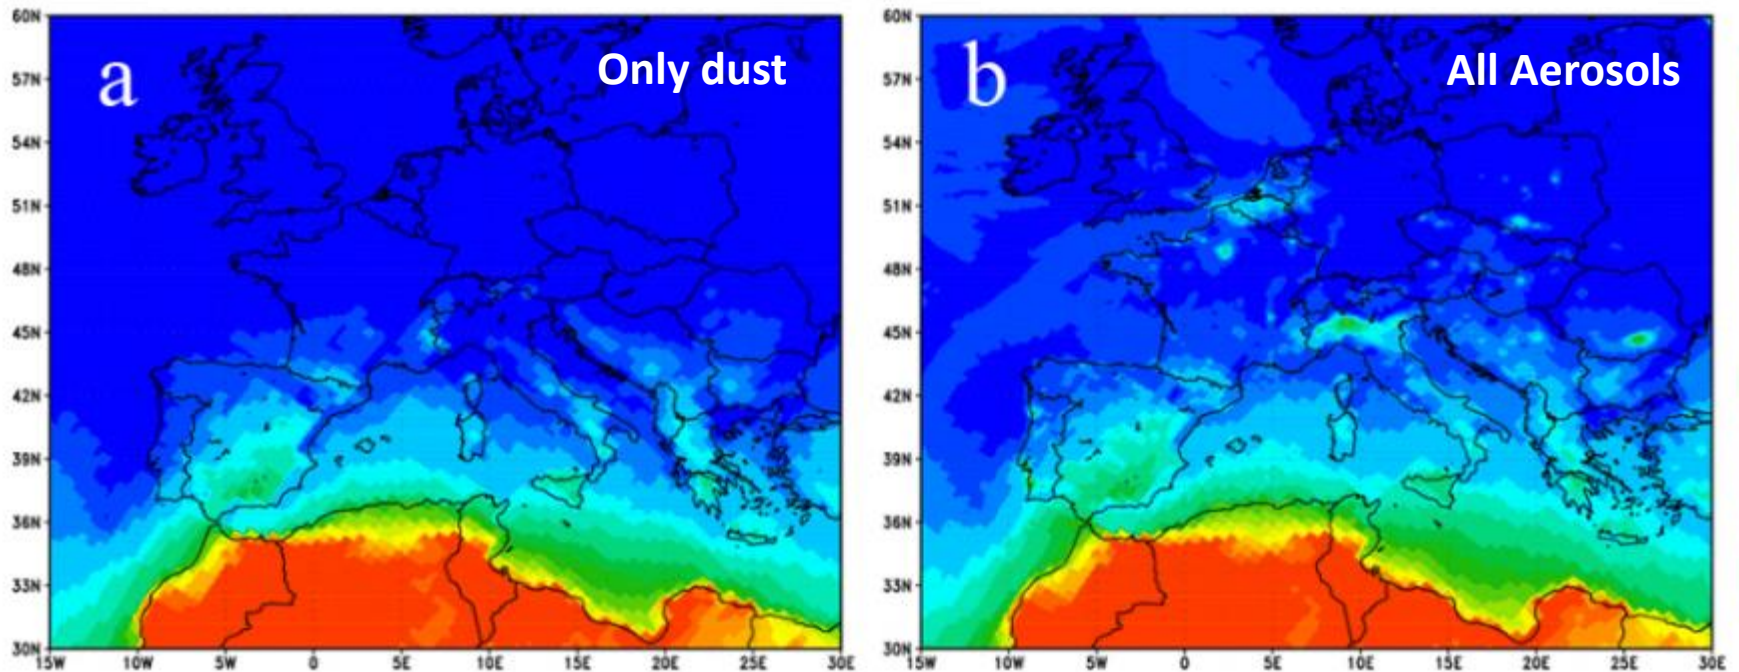 a
Only dust
60N
57N
54N
51N
48N
45N
42N
39N
36N
33N
30N
15W 10W 5W 0 5E 10E 15E 20E 25E 30E
b
All Aerosols
60N
57N
54N
51N
48N
45N
42N
39N
36N
33N
30N
15W 10W 5W 0 5E 10E 15E 20E 25E 30E